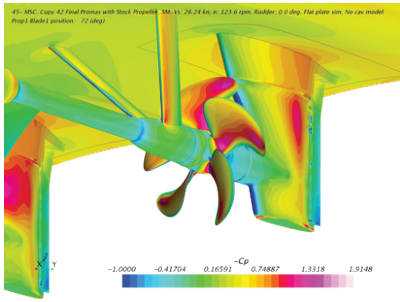 45- MSC. Copy 42 Final Promas with Stock Propeller, SM, vs. 26.24 kn, n: 123.6 rpm, Rudder: 0.0 deg. Flat plate sim. No cav model
Prop1 Blade1 position: 72 (deg)
X Y
-Cp
-1.0000 -0.41704 0.16591 0.74887 1.3318 1.9148